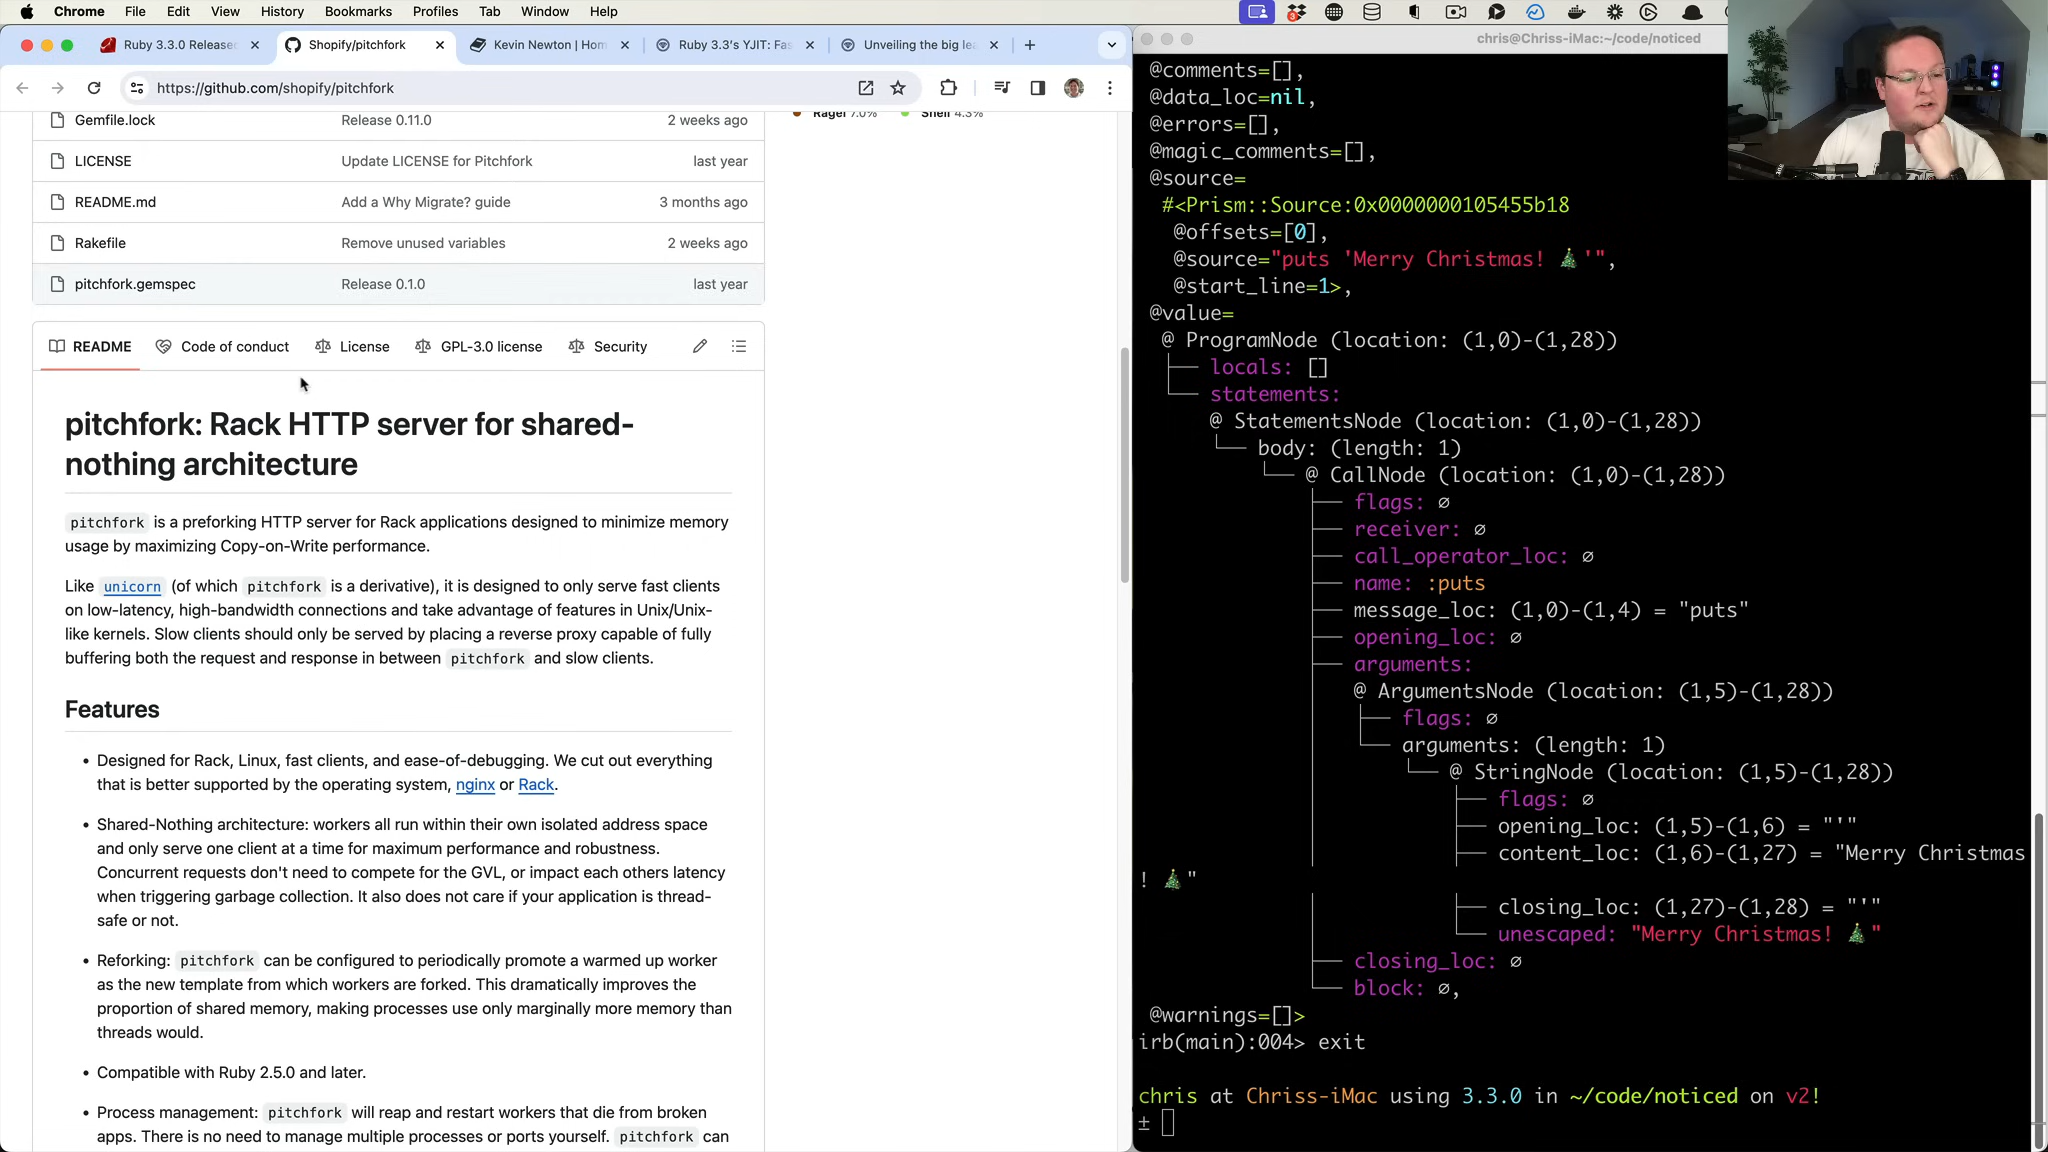 Chrome File Edit View History Bookmarks Profiles Tab Window Help
Ruby 3.3.0 Release
Shopify/pitchfork
Kevin Newton | Hom
Ruby 3.3's YJIT: Fas
Unveiling the big lea
https://github.com/shopify/pitchfork
Gemfile.lock Release 0.11.0 2 weeks ago
LICENSE Update LICENSE for Pitchfork last year
README.md Add a Why Migrate? guide 3 months ago
Rakefile Remove unused variables 2 weeks ago
pitchfork.gemspec Release 0.1.0 last year
Ragel 7.0% Shell 4.3%
README Code of conduct License GPL-3.0 license Security
pitchfork: Rack HTTP server for shared-
nothing architecture
pitchfork is a preforking HTTP server for Rack applications designed to minimize memory
usage by maximizing Copy-on-Write performance.
Like unicorn (of which pitchfork is a derivative), it is designed to only serve fast clients
on low-latency, high-bandwidth connections and take advantage of features in Unix/Unix-
like kernels. Slow clients should only be served by placing a reverse proxy capable of fully
buffering both the request and response in between pitchfork and slow clients.
Features
• Designed for Rack, Linux, fast clients, and ease-of-debugging. We cut out everything
that is better supported by the operating system, nginx or Rack.
• Shared-Nothing architecture: workers all run within their own isolated address space
and only serve one client at a time for maximum performance and robustness.
Concurrent requests don't need to compete for the GVL, or impact each others latency
when triggering garbage collection. It also does not care if your application is thread-
safe or not.
• Reforking: pitchfork can be configured to periodically promote a warmed up worker
as the new template from which workers are forked. This dramatically improves the
proportion of shared memory, making processes use only marginally more memory than
threads would.
• Compatible with Ruby 2.5.0 and later.
• Process management: pitchfork will reap and restart workers that die from broken
apps. There is no need to manage multiple processes or ports yourself. pitchfork can
chris@Chriss-iMac:~/code/noticed
@comments=[],
@data_loc=nil,
@errors=[],
@magic_comments=[],
@source=
#<Prism::Source:0x0000000105455b18
@offsets=[0],
@source="puts 'Merry Christmas! 🎄'",
@start_line=1>,
@value=
@ ProgramNode (location: (1,0)-(1,28))
├── locals: []
└── statements:
@ StatementsNode (location: (1,0)-(1,28))
└── body: (length: 1)
└── @ CallNode (location: (1,0)-(1,28))
├── flags: ∅
├── receiver: ∅
├── call_operator_loc: ∅
├── name: :puts
├── message_loc: (1,0)-(1,4) = "puts"
├── opening_loc: ∅
├── arguments:
│ @ ArgumentsNode (location: (1,5)-(1,28))
│ ├── flags: ∅
│ └── arguments: (length: 1)
│ └── @ StringNode (location: (1,5)-(1,28))
│ ├── flags: ∅
│ ├── opening_loc: (1,5)-(1,6) = "'"
│ ├── content_loc: (1,6)-(1,27) = "Merry Christmas
! 🎄"
│ ├── closing_loc: (1,27)-(1,28) = "'"
│ └── unescaped: "Merry Christmas! 🎄"
├── closing_loc: ∅
└── block: ∅,
@warnings=[]>
irb(main):004> exit
chris at Chriss-iMac using 3.3.0 in ~/code/noticed on v2!
±